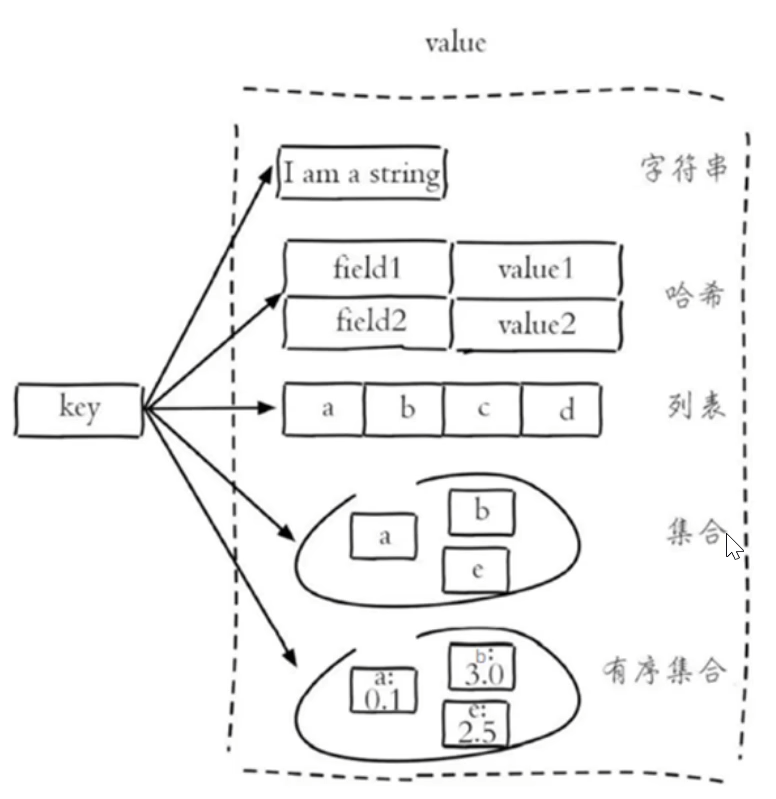 value
I am a string
字符串
field1 value1
哈希
field2 value2
key
a b c d
列表
b
a
集合
e
b:
a: 3.0
有序集合
0.1
e:
2.5